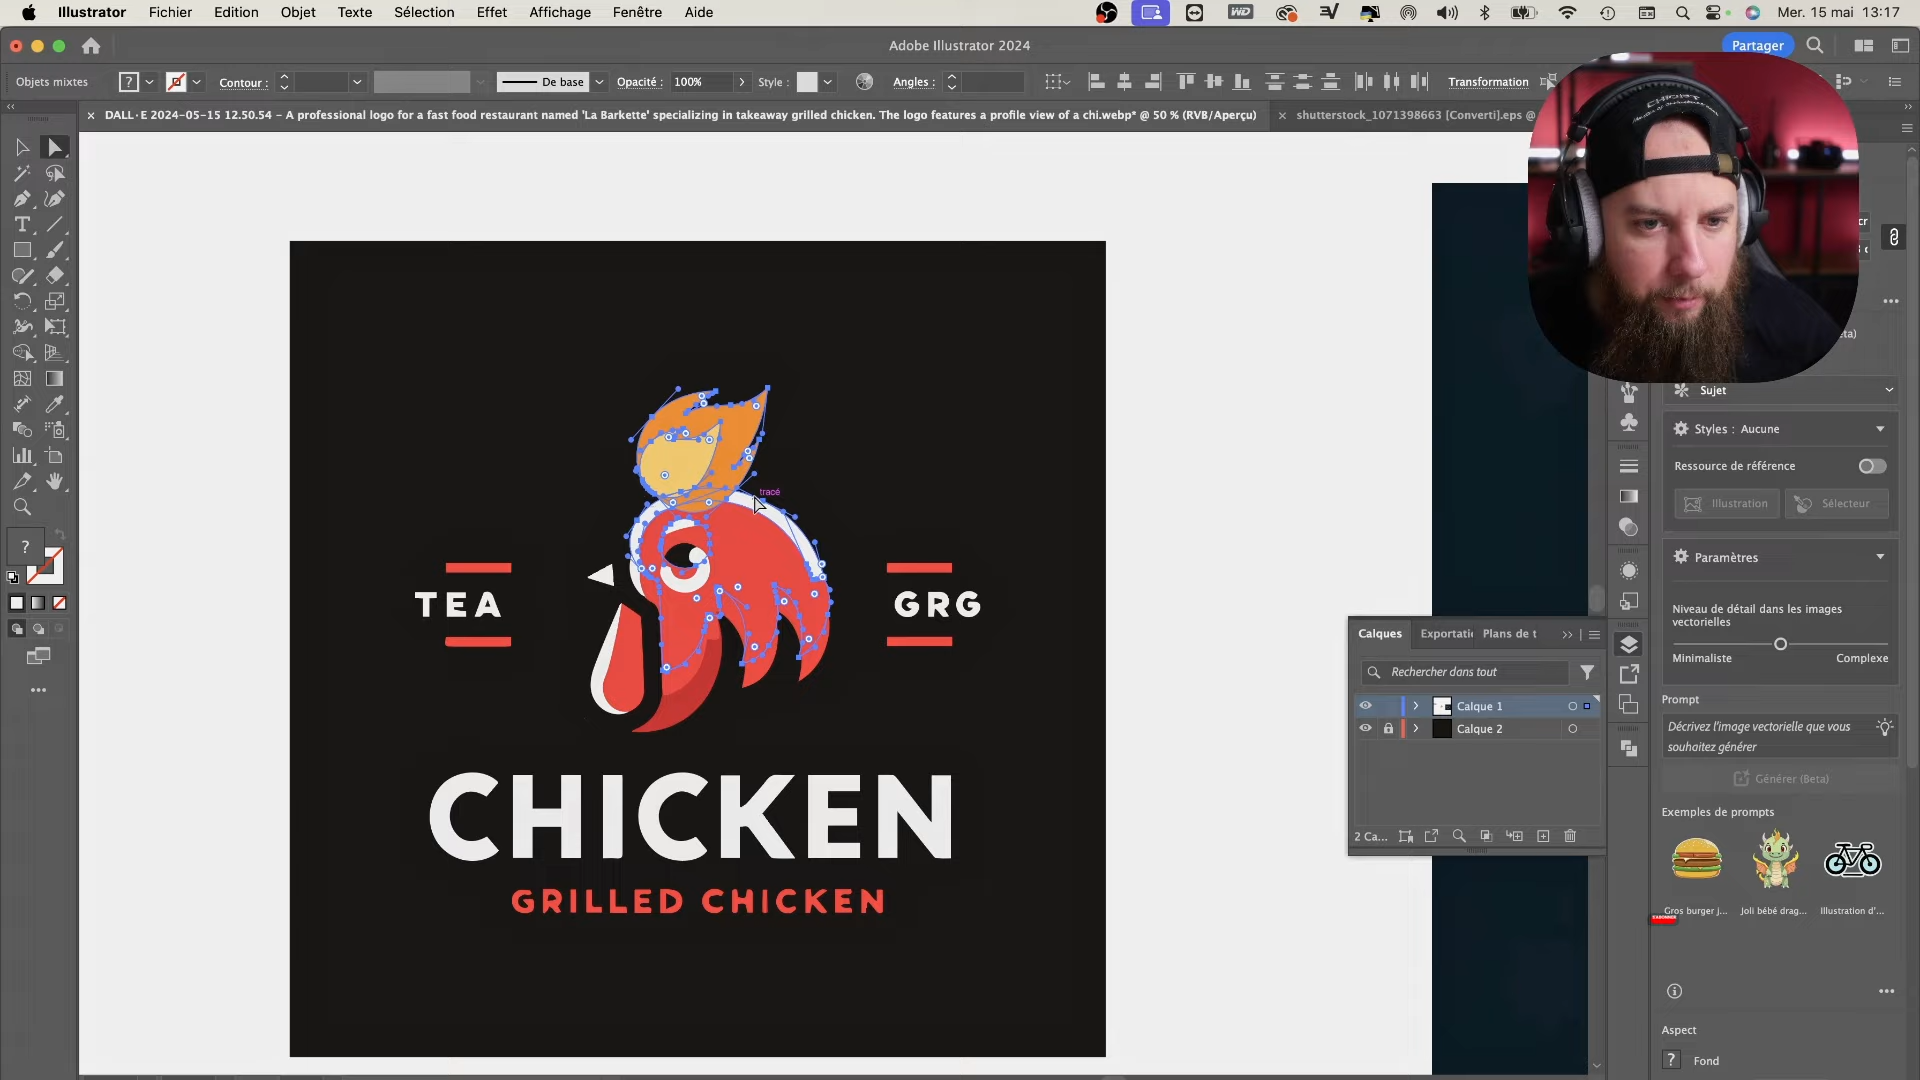 Illustrator Fichier Edition Objet Texte Sélection Effet Affichage Fenêtre Aide
WD
Mer. 15 mai 13:17
Adobe Illustrator 2024
Partager
Objets mixtes
?
Contour :
De base
Opacité : 100%
Style :
Angles :
Transformation
× DALL·E 2024-05-15 12.50.54 – A professional logo for a fast food restaurant named 'La Barkette' specializing in takeaway grilled chicken. The logo features a profile view of a chi.webp* @ 50 % (RVB/Aperçu)
× shutterstock_1071398663 [Converti].eps @
tracé
TEA
GRG
CHICKEN
GRILLED CHICKEN
?
Calques
Exportatic
Plans de t
Rechercher dans tout
Calque 1
Calque 2
2 Ca...
Sujet
Styles : Aucune
Ressource de référence
Illustration
Sélecteur
Paramètres
Niveau de détail dans les images
vectorielles
Minimaliste
Complexe
Prompt
Décrivez l'image vectorielle que vous
souhaitez générer
Générer (Beta)
Exemples de prompts
Gros burger j...
Joli bébé drag...
Illustration d'...
Aspect
?
Fond